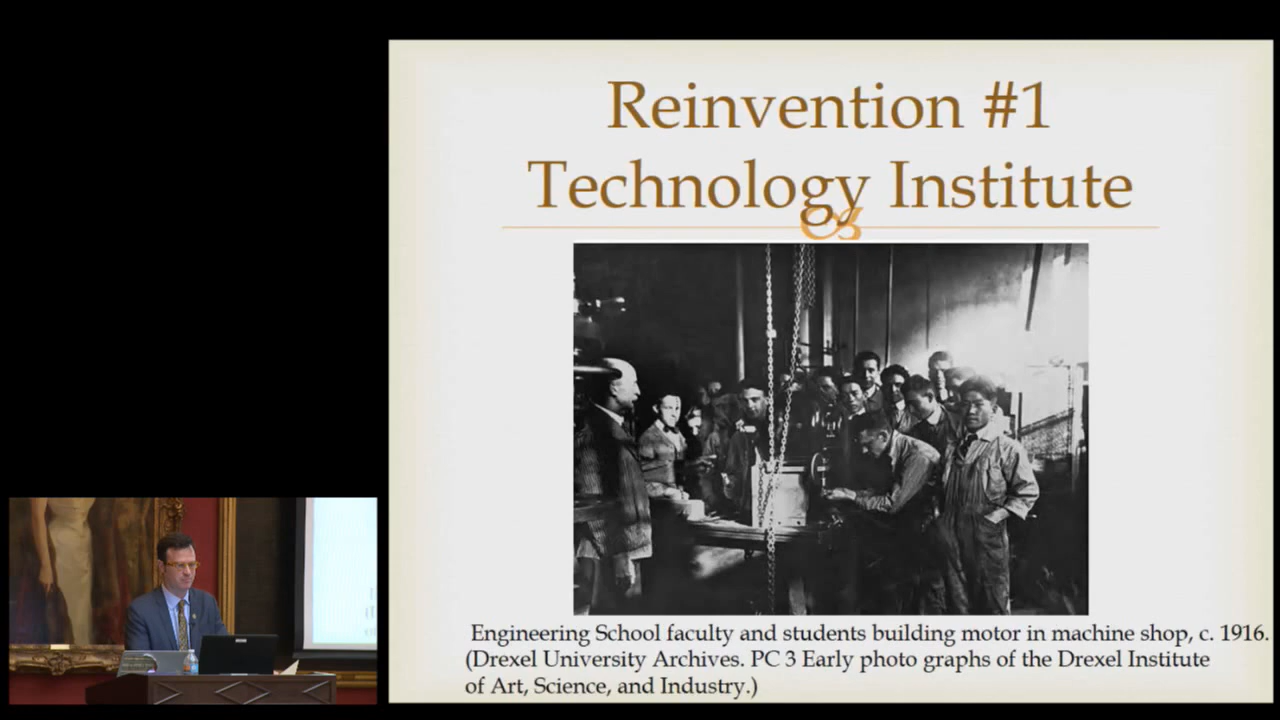 Reinvention #1
Technology Institute
Engineering School faculty and students building motor in machine shop, c. 1916.
(Drexel University Archives. PC 3 Early photo graphs of the Drexel Institute
of Art, Science, and Industry.)